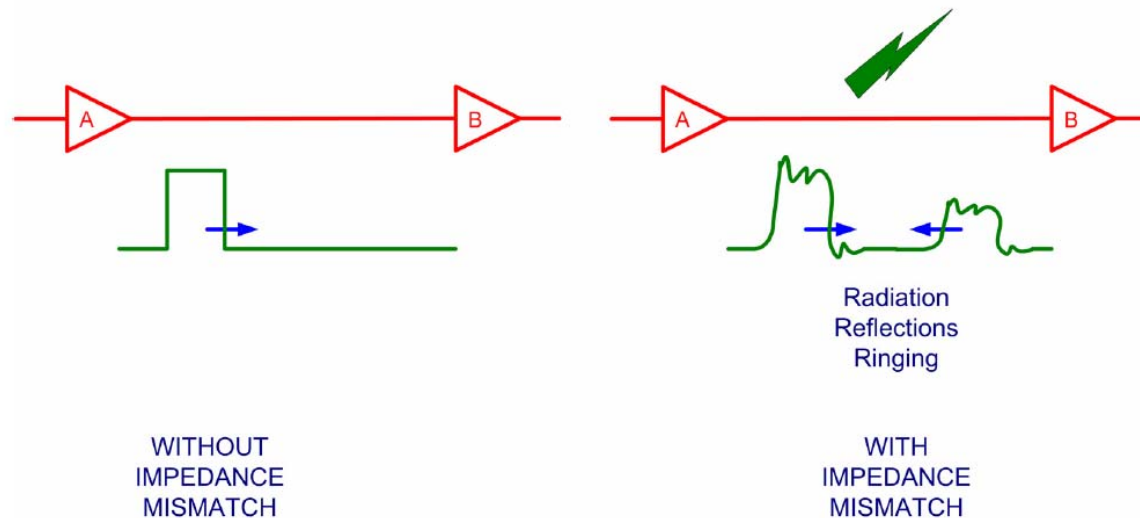 A
B
A
B
Radiation
Reflections
Ringing
WITHOUT
IMPEDANCE
MISMATCH
WITH
IMPEDANCE
MISMATCH